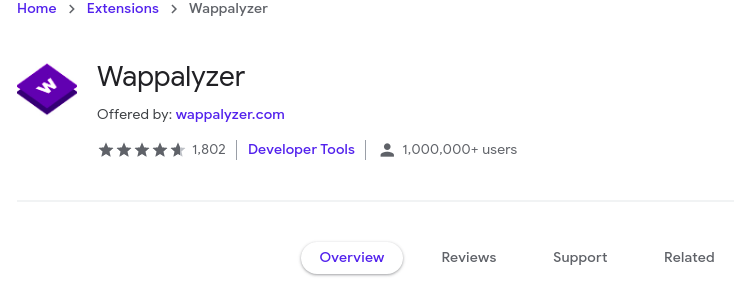 Home > Extensions > Wappalyzer
W
Wappalyzer
Offered by: wappalyzer.com
1,802 Developer Tools 1,000,000+ users
Overview Reviews Support Related